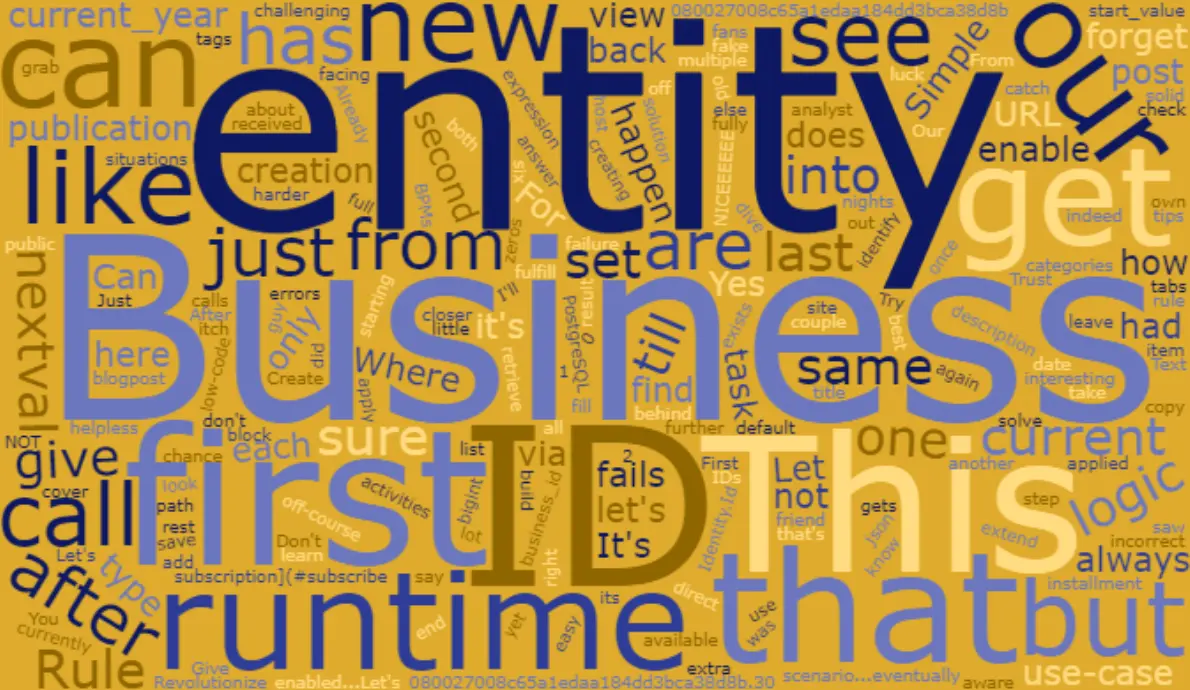 current_year
challenging
new
view
080027008c65a1edaa184dd3bca38d8b
see
our
start_value
tags
has
back
fans
fake
multiple
Simple
luck
From
forget
can
grab
facing
entity
Already
expression
off
old
post
solid
catch
check
publication
about
received
second
both
happen
most
solution
else
fully
analyst
does
Our
URL
enable
like
situations
creation
answer
creating
NICEEEEEEE
into
get
harder
full
BPMs
six
For
dive
nights
out
identify
own
indeed
tips
public
just
from
zeros
failure
fulfill
set
are
last
once
categories
Trust
how
tabs
nextval
Can
Just
calls
After
itch
errors
I'll
Yes
site
couple
Try
best
rule
Business
guy
only
did
starting
closer
little
it's
PostgreSQL
result
0
till
exists
description
leave
had
here
blogpost
low-code
Create
Where
retrieve
1
find
behind
task
same
title
again
date
interesting
take
item
Text
helpless
don't
block
apply
fill
all
further
default
solve
copy
NOT
give
chance
each
sure
list
via
2
fails
First
IDs
Let
not
one
current
another
applied
cover
call
look
path
first
activities
ID
build
business_id
let's
This
friend
that's
gets
step
logic
rest
save
add
off-course
bigint
lot
It's
Identity.id
json
know
extend
saw
incorrect
Let's
type
Don't
learn
right
always
after
subscription](#subscribe
say
runtime
its
direct
use
was
that
installment
but
You
currently
end
yet
easy
available
Rule
Give
Revolutionize
enabled...Let's
080027008c65a1edaa184dd3bca38d8b.30
extra
scenario...eventually
aware
use-case